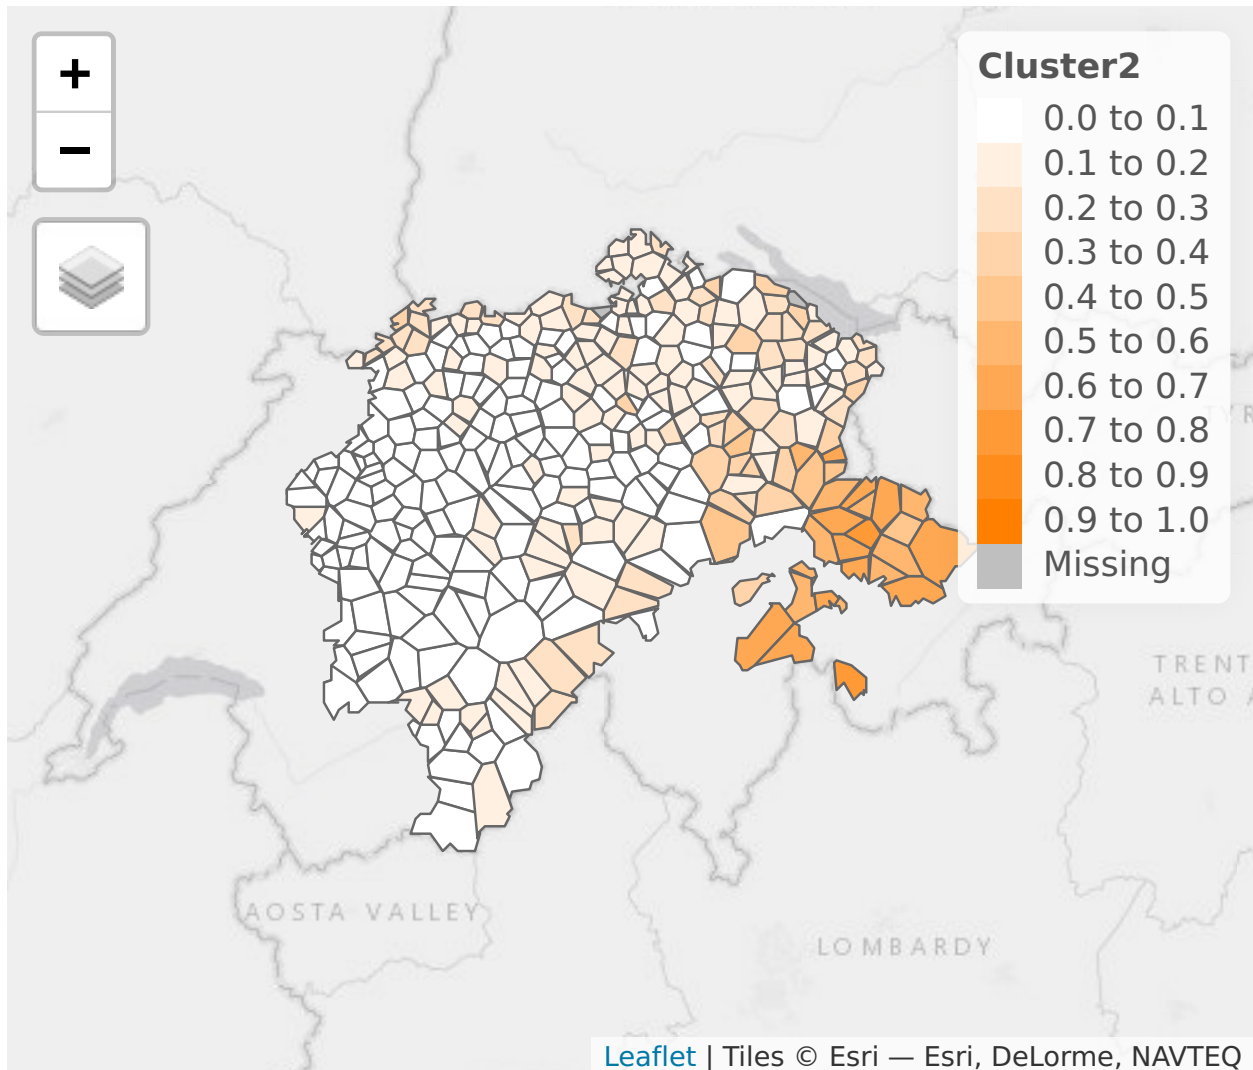 +
−
Cluster2
0.0 to 0.1
0.1 to 0.2
0.2 to 0.3
0.3 to 0.4
0.4 to 0.5
0.5 to 0.6
0.6 to 0.7
0.7 to 0.8
0.8 to 0.9
0.9 to 1.0
Missing
TYR
TRENT
ALTO A
AOSTA VALLEY
LOMBARDY
Leaflet | Tiles © Esri — Esri, DeLorme, NAVTEQ